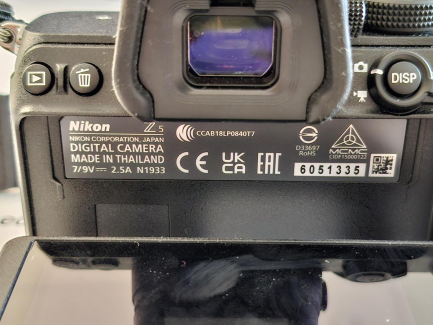 DISP
Nikon Z 5
CCAB18LP0840T7
NIKON CORPORATION, JAPAN
DIGITAL CAMERA
MADE IN THAILAND
7/9V⎓ 2.5A N1933
CE UK CA EAC
D33697
RoHS
MCMC
CIDF15000122
6051335